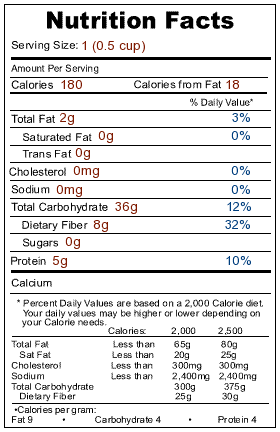 Nutrition Facts
Serving Size: 1 (0.5 cup)
Amount Per Serving
Calories 180 Calories from Fat 18
% Daily Value*
Total Fat 2g 3%
Saturated Fat 0g 0%
Trans Fat 0g
Cholesterol 0mg 0%
Sodium 0mg 0%
Total Carbohydrate 36g 12%
Dietary Fiber 8g 32%
Sugars 0g
Protein 5g 10%
Calcium
* Percent Daily Values are based on a 2,000 Calorie diet.
Your daily values may be higher or lower depending on
your Calorie needs.
Calories: 2,000 2,500
Total Fat Less than 65g 80g
Sat Fat Less than 20g 25g
Cholesterol Less than 300mg 300mg
Sodium Less than 2,400mg 2,400mg
Total Carbohydrate 300g 375g
Dietary Fiber 25g 30g
•Calories per gram:
Fat 9 • Carbohydrate 4 • Protein 4